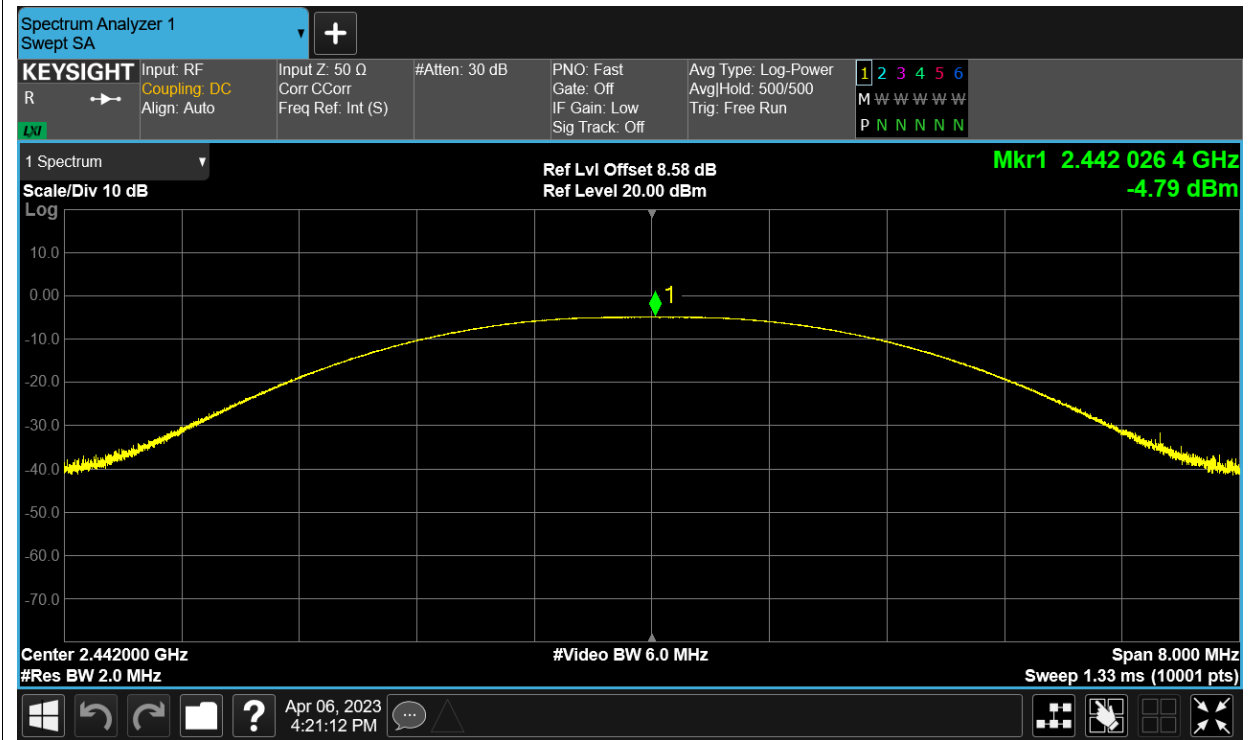 Spectrum Analyzer 1
Swept SA
+
KEYSIGHT
R
LXI
Input: RF
Coupling: DC
Align: Auto
Input Z: 50 Ω
Corr CCorr
Freq Ref: Int (S)
#Atten: 30 dB
PNO: Fast
Gate: Off
IF Gain: Low
Sig Track: Off
Avg Type: Log-Power
Avg|Hold: 500/500
Trig: Free Run
1 2 3 4 5 6
M W W W W W
P N N N N N
1 Spectrum
Scale/Div 10 dB
Log
Ref Lvl Offset 8.58 dB
Ref Level 20.00 dBm
Mkr1 2.442 026 4 GHz
-4.79 dBm
1
10.0
0.00
-10.0
-20.0
-30.0
-40.0
-50.0
-60.0
-70.0
Center 2.442000 GHz
#Res BW 2.0 MHz
#Video BW 6.0 MHz
Span 8.000 MHz
Sweep 1.33 ms (10001 pts)
?
Apr 06, 2023
4:21:12 PM